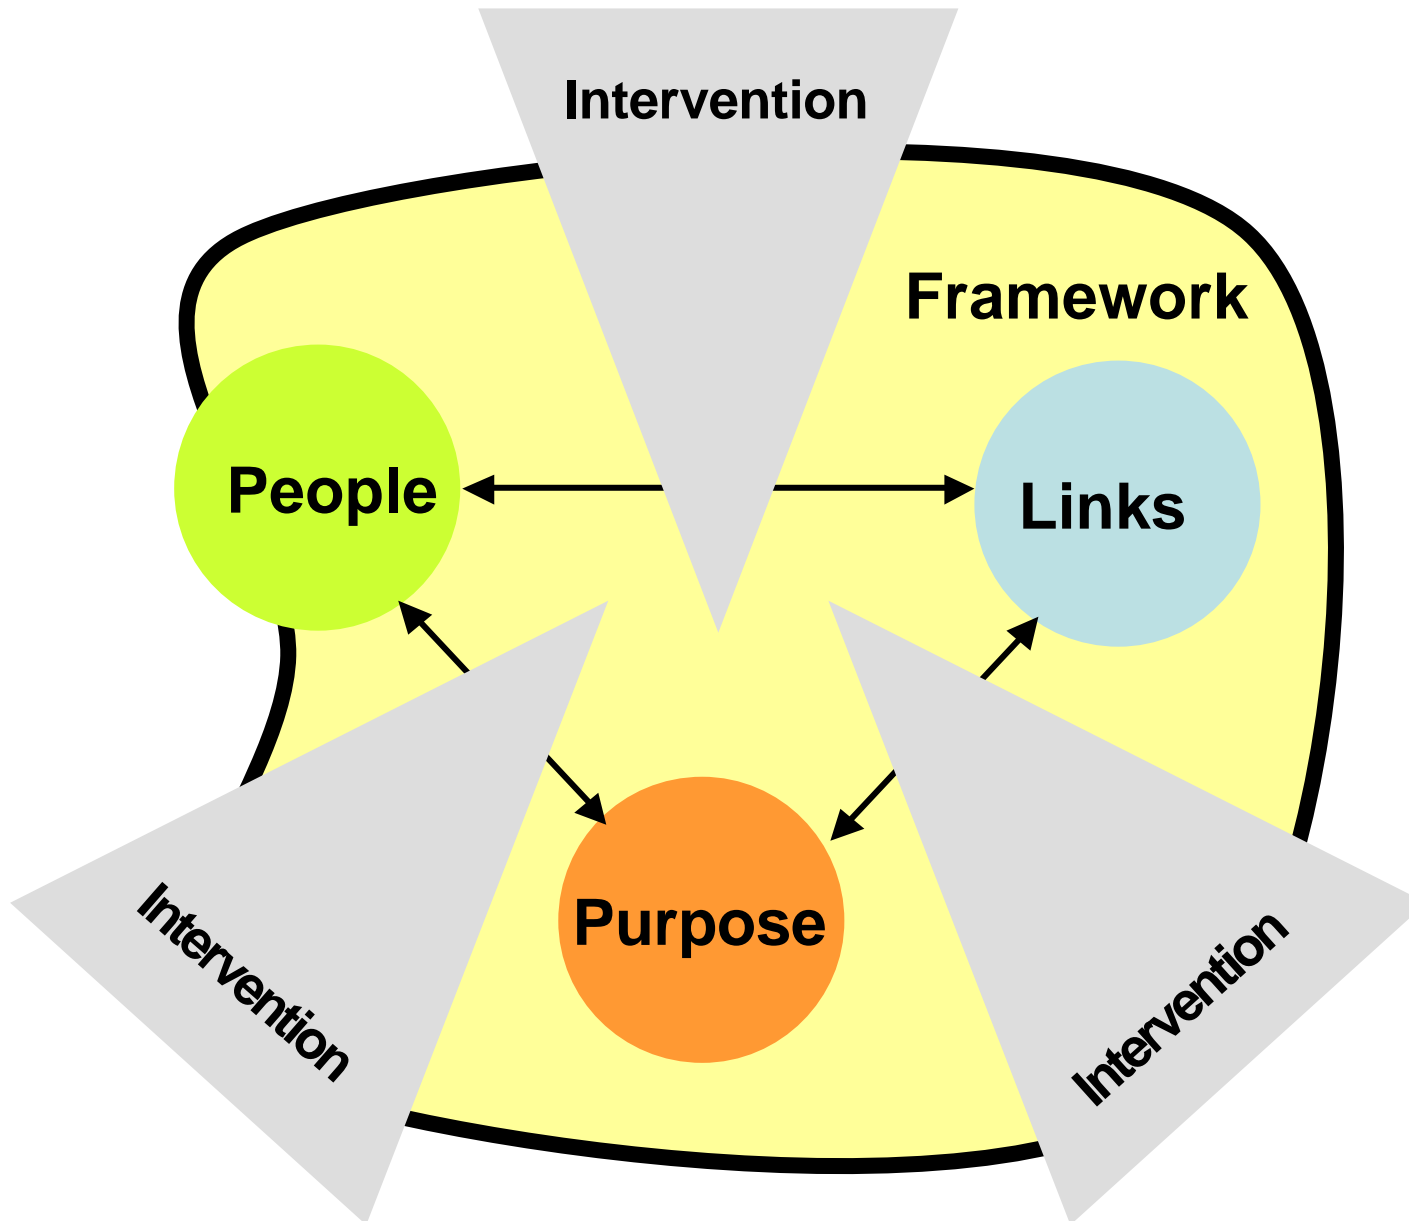 Intervention
Framework
People
Links
Purpose
Intervention
Intervention